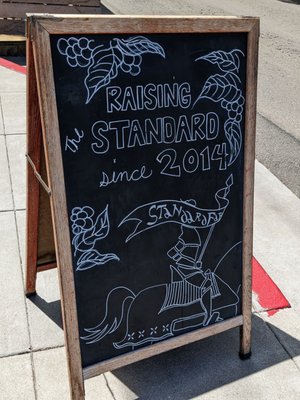 RAISING
the STANDARD
since 2014
STANDARD